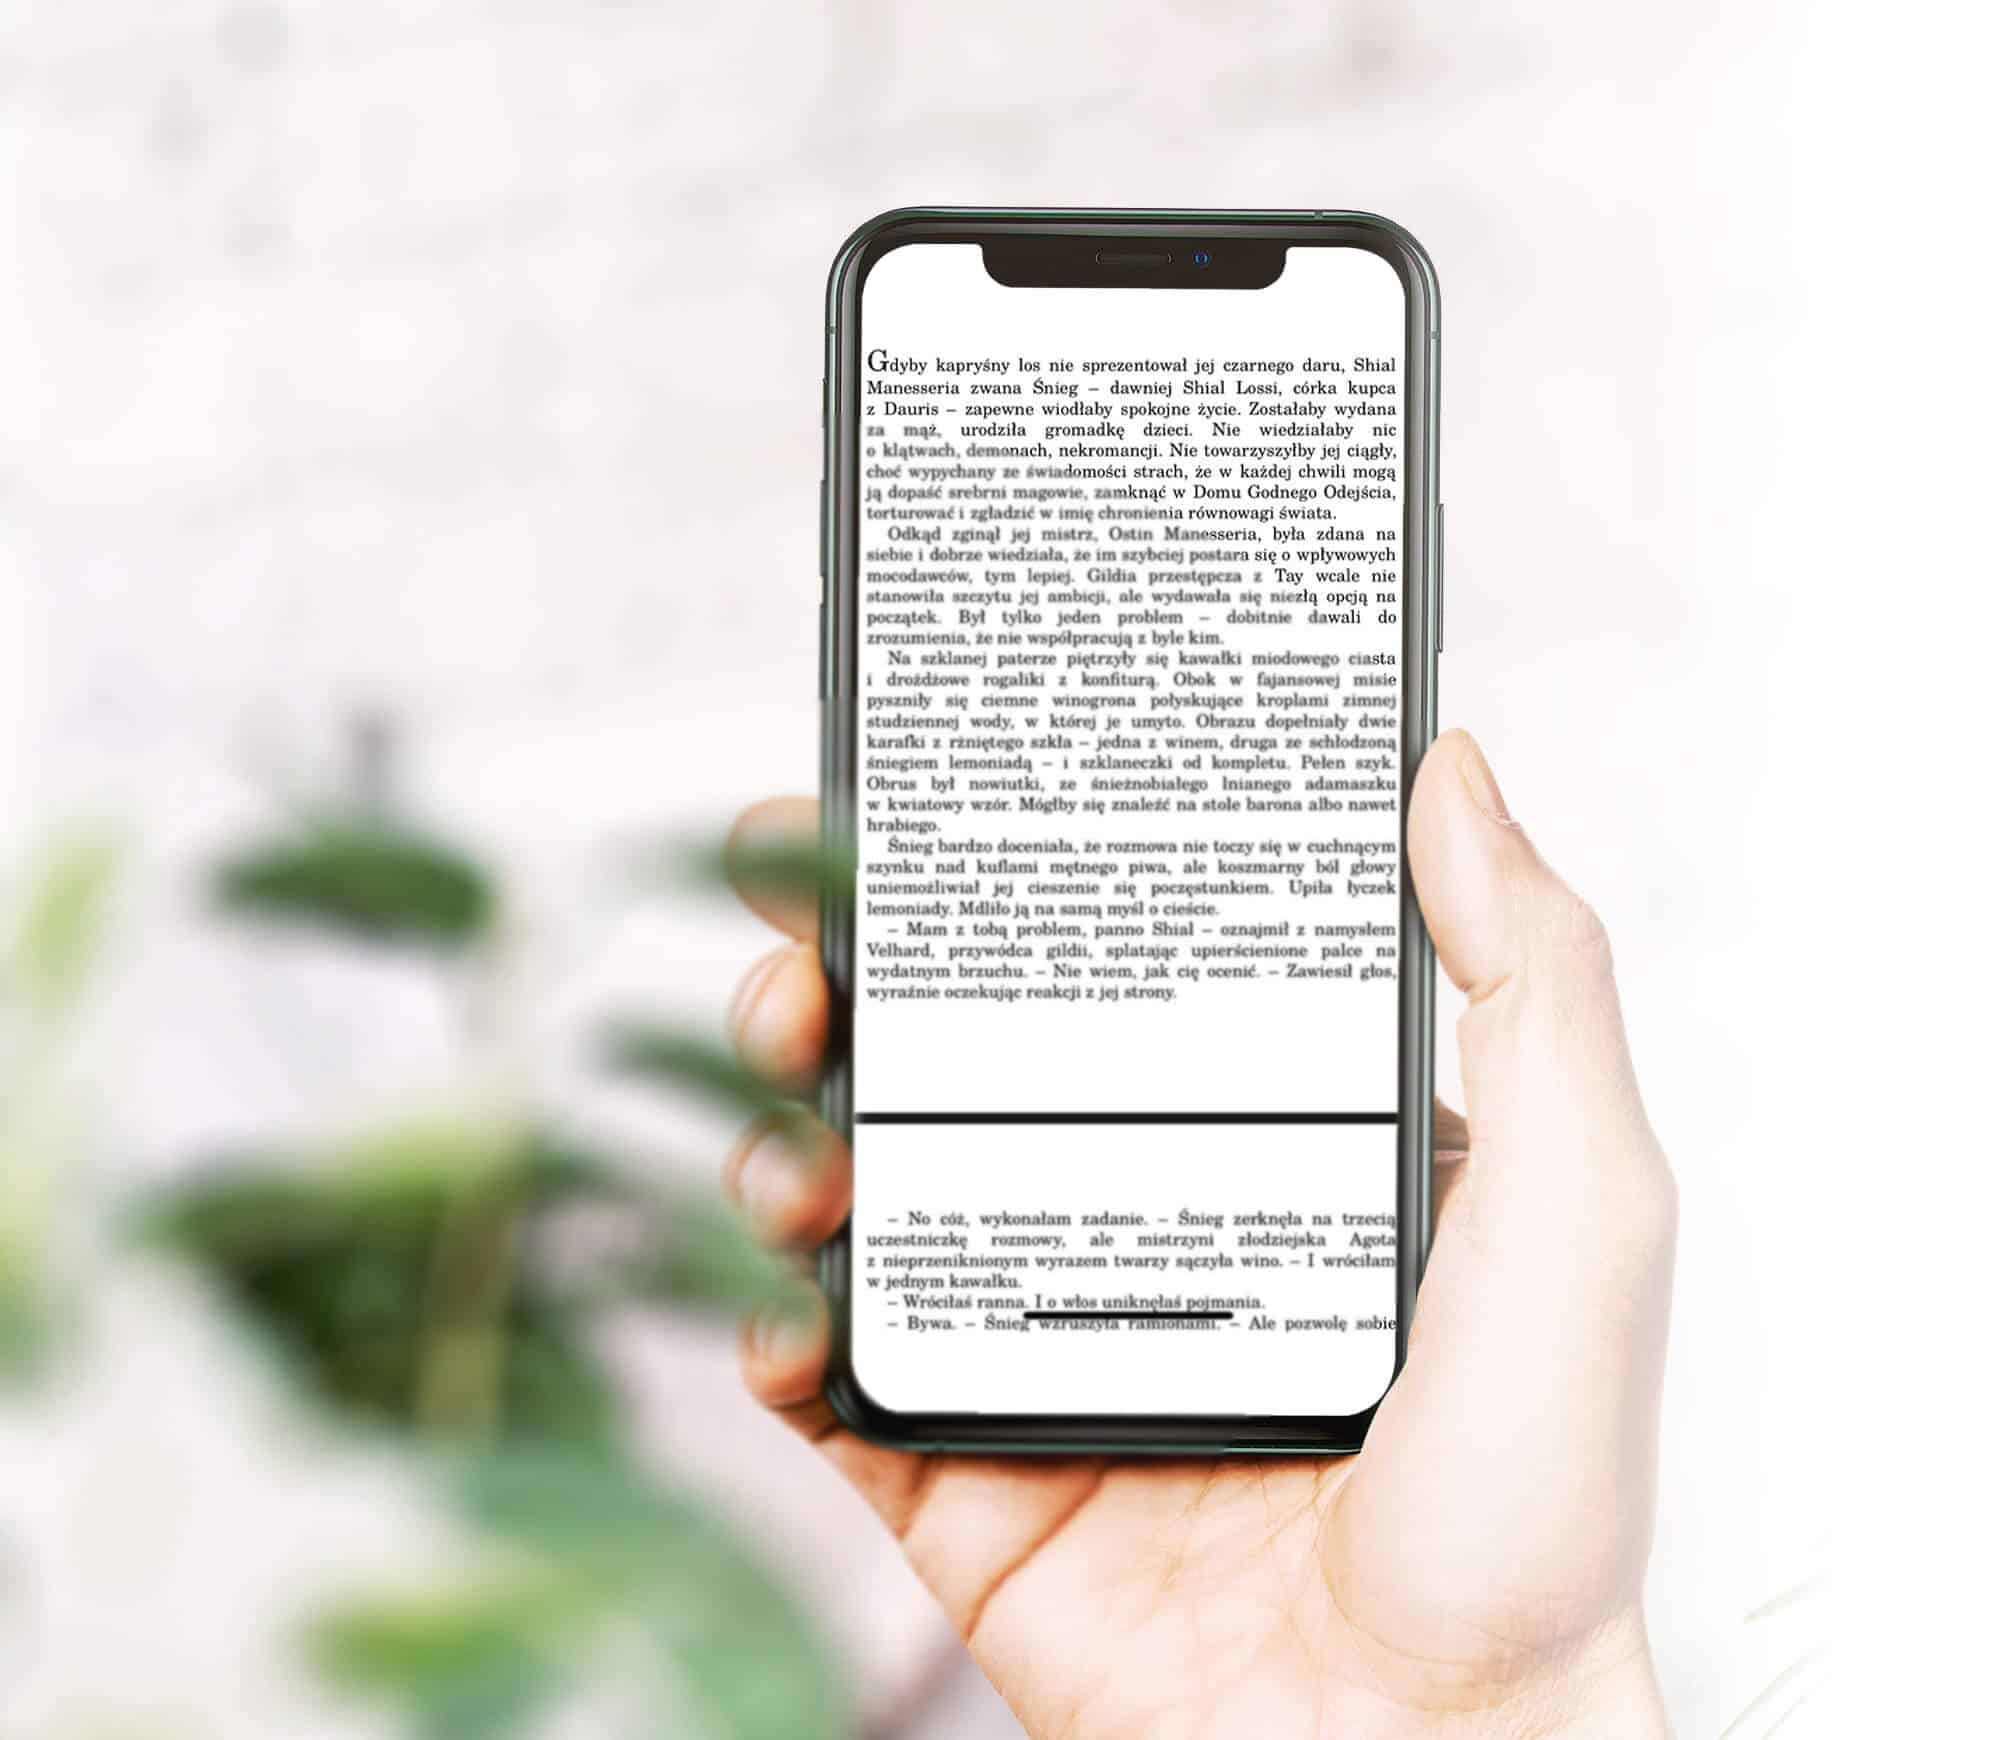 Gdyby kapryśny los nie sprezentował jej czarnego daru, Shial
Manesseria zwana Śnieg – dawniej Shial Lossi, córka kupca
z Dauris – zapewne wiodłaby spokojne życie. Zostałaby wydana
za mąż, urodziła gromadkę dzieci. Nie wiedziałaby nic
o klątwach, demonach, nekromancji. Nie towarzyszyłby jej ciągły,
choć wypychany ze świadomości strach, że w każdej chwili mogą
ją dopaść srebrni magowie, zamknąć w Domu Godnego Odejścia,
torturować i zgładzić w imię chronienia równowagi świata.
Odkąd zginął jej mistrz, Ostin Manesseria, była zdana na
siebie i dobrze wiedziała, że im szybciej postara się o wpływowych
mocodawców, tym lepiej. Gildia przestępcza z Tay wcale nie
stanowiła szczytu jej ambicji, ale wydawała się niezłą opcją na
początek. Był tylko jeden problem – dobitnie dawali do
zrozumienia, że nie współpracują z byle kim.
Na szklanej paterze piętrzyły się kawałki miodowego ciasta
i drożdżowe rogaliki z konfiturą. Obok w fajansowej misie
pyszniły się ciemne winogrona połyskujące kroplami zimnej
studziennej wody, w której je umyto. Obrazu dopełniały dwie
karafki z rżniętego szkła – jedna z winem, druga ze schłodzoną
śniegiem lemoniadą – i szklaneczki od kompletu. Pełen szyk.
Obrus był nowiutki, ze śnieżnobiałego lnianego adamaszku
w kwiatowy wzór. Mógłby się znaleźć na stole barona albo nawet
hrabiego.
Śnieg bardzo doceniała, że rozmowa nie toczy się w cuchnącym
szynku nad kuflami mętnego piwa, ale koszmarny ból głowy
uniemożliwiał jej cieszenie się poczęstunkiem. Upiła łyczek
lemoniady. Mdliło ją na samą myśl o cieście.
– Mam z tobą problem, panno Shial – oznajmił z namysłem
Velhard, przywódca gildii, splatając upierścienione palce na
wydatnym brzuchu. – Nie wiem, jak cię ocenić. – Zawiesił głos,
wyraźnie oczekując reakcji z jej strony.
– No cóż, wykonałam zadanie. – Śnieg zerknęła na trzecią
uczestniczkę rozmowy, ale mistrzyni złodziejska Agota
z nieprzeniknionym wyrazem twarzy sączyła wino. – I wróciłam
w jednym kawałku.
– Wróciłaś ranna. I o włos uniknęłaś pojmania.
– Bywa. – Śnieg wzruszyła ramionami. – Ale pozwolę sobie